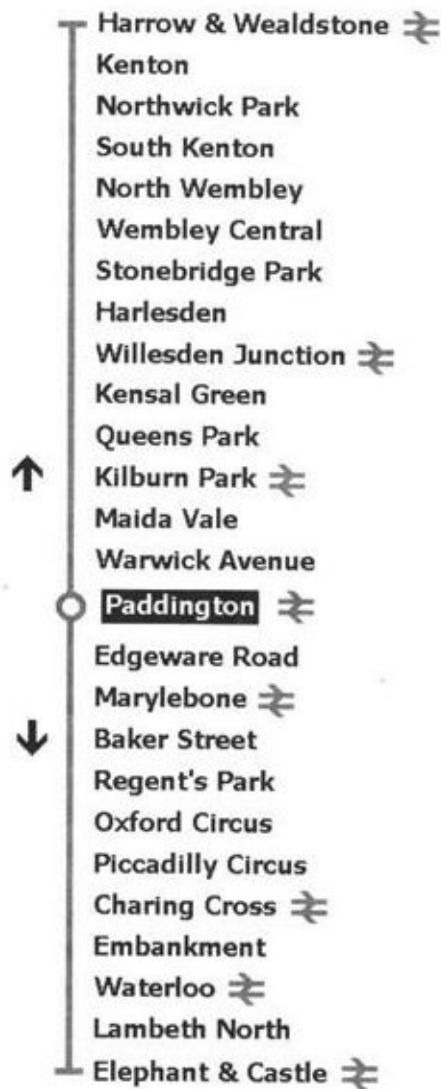 Harrow & Wealdstone
Kenton
Northwick Park
South Kenton
North Wembley
Wembley Central
Stonebridge Park
Harlesden
Willesden Junction
Kensal Green
Queens Park
Kilburn Park
Maida Vale
Warwick Avenue
Paddington
Edgeware Road
Marylebone
Baker Street
Regent's Park
Oxford Circus
Piccadilly Circus
Charing Cross
Embankment
Waterloo
Lambeth North
Elephant & Castle